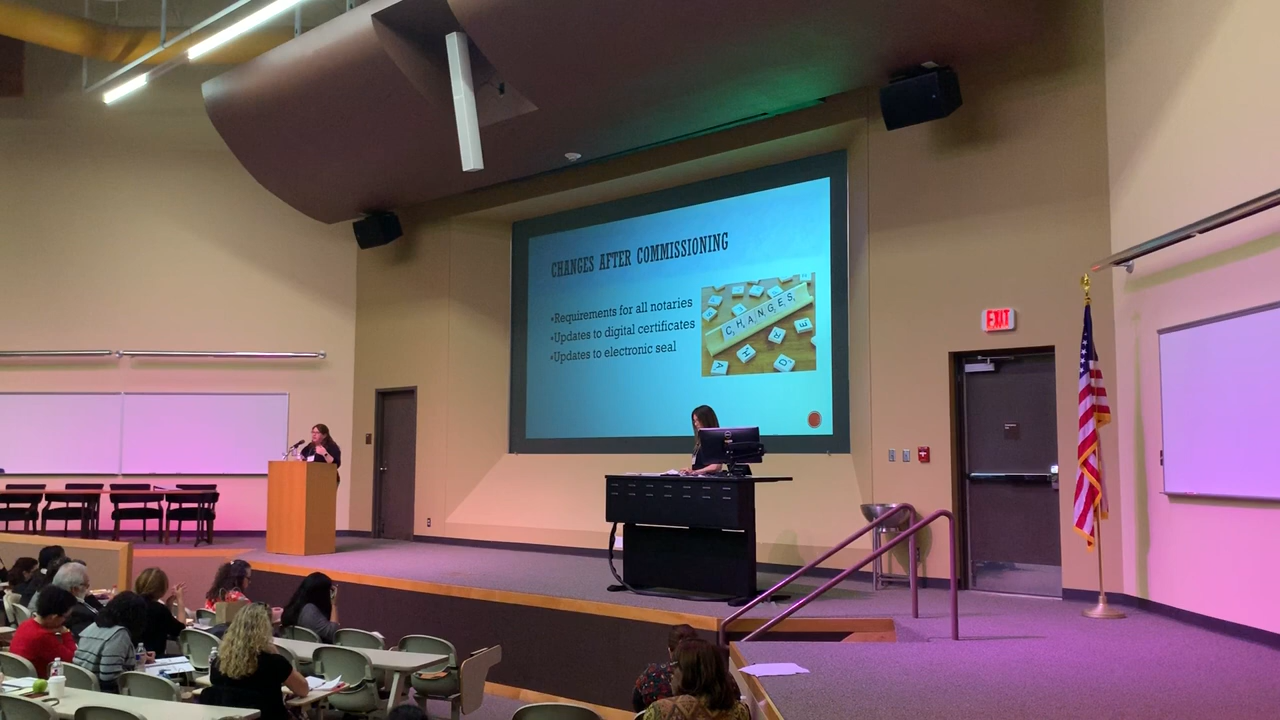 CHANGES AFTER COMMISSIONING
•Requirements for all notaries
•Updates to digital certificates
•Updates to electronic seal
CHANGES
EXIT